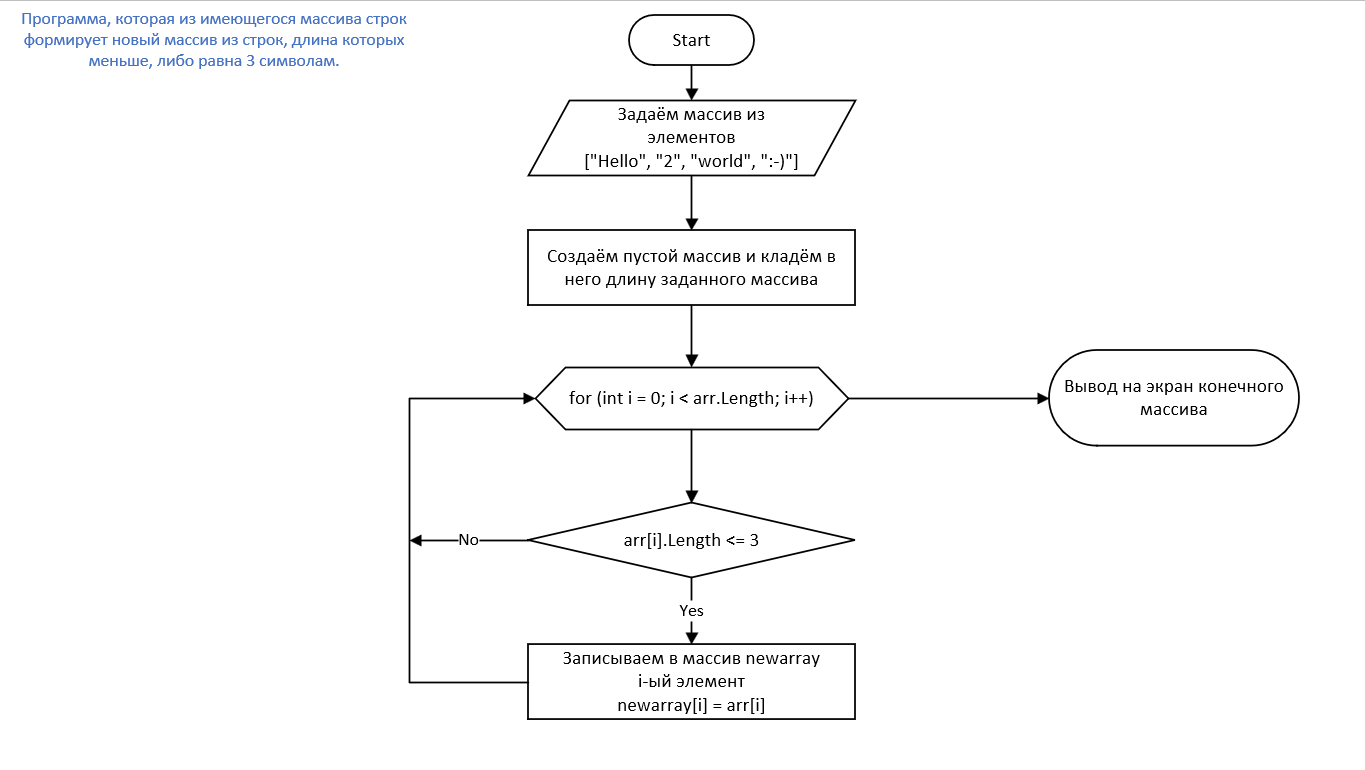 Программа, которая из имеющегося массива строк
формирует новый массив из строк, длина которых
меньше, либо равна 3 символам.
Start
Задаём массив из
элементов
["Hello", "2", "world", ":-)"]
Создаём пустой массив и кладём в
него длину заданного массива
for (int i = 0; i < arr.Length; i++)
Вывод на экран конечного
массива
arr[i].Length <= 3
No
Yes
Записываем в массив newarray
i-ый элемент
newarray[i] = arr[i]